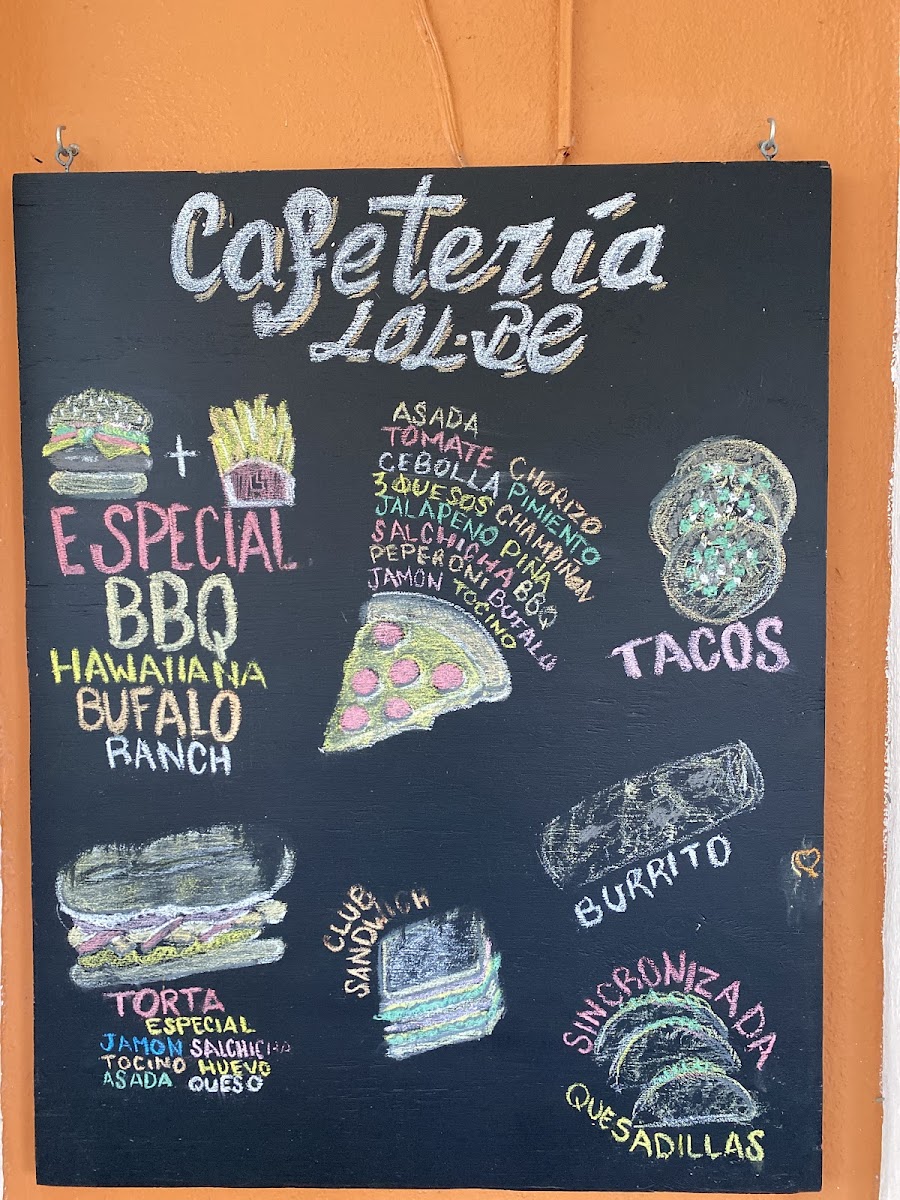 Cafetería
LOL-BE
+
ESPECIAL
BBQ
HAWAIIANA
BUFALO
RANCH
ASADA
TOMATE
CEBOLLA
3 QUESOS
JALAPEÑO
SALCHICHA
PEPERONI
JAMON
CHORIZO
PIMIENTO
CHAMPIÑON
PIÑA
BBQ
BUFALO
TOCINO
TACOS
BURRITO
TORTA
ESPECIAL
JAMON SALCHICHA
TOCINO HUEVO
ASADA QUESO
CLUB
SANDWICH
SINCRONIZADA
QUESADILLAS